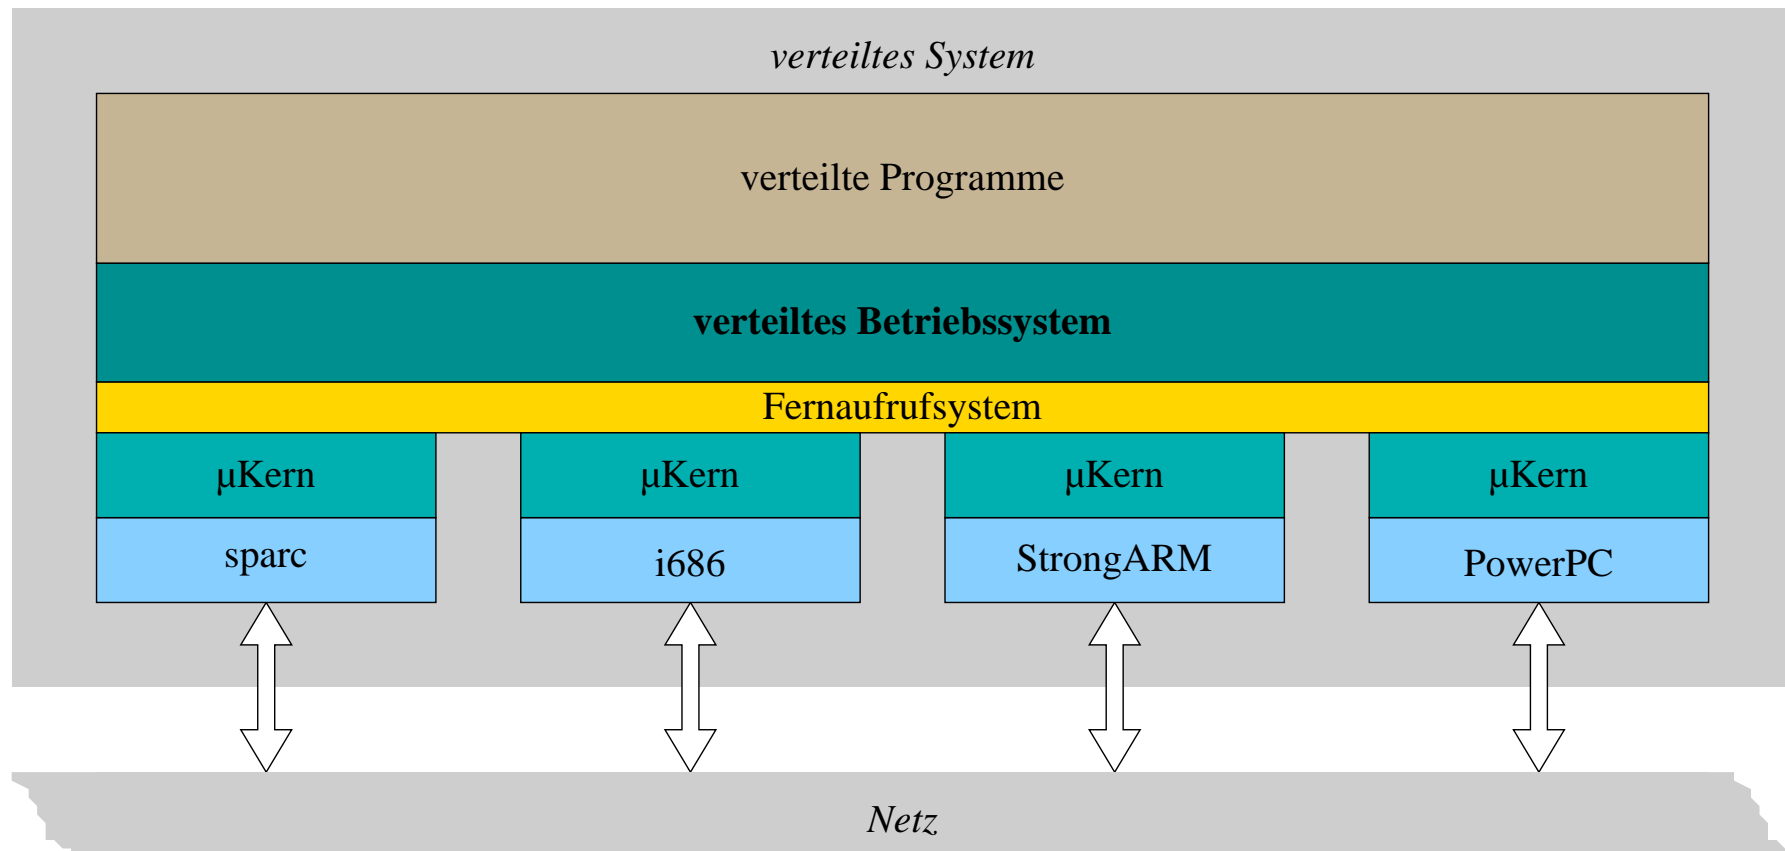 verteiltes System
verteilte Programme
verteiltes Betriebssystem
Fernaufrufsystem
μKern μKern μKern μKern
sparc i686 StrongARM PowerPC
Netz